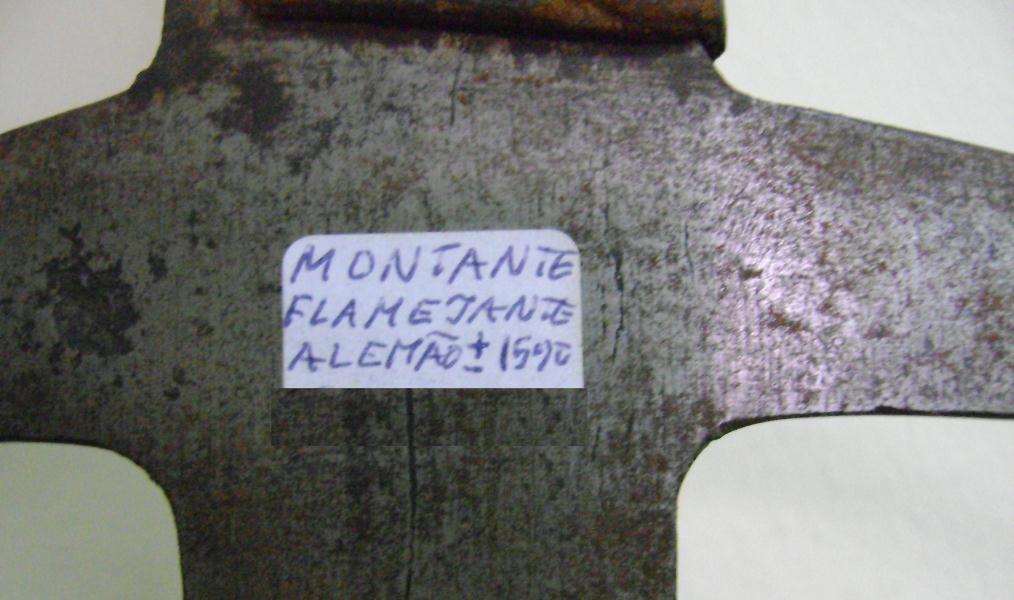 MONTANTE
FLAMEJANTE
ALEMÃO ± 1590